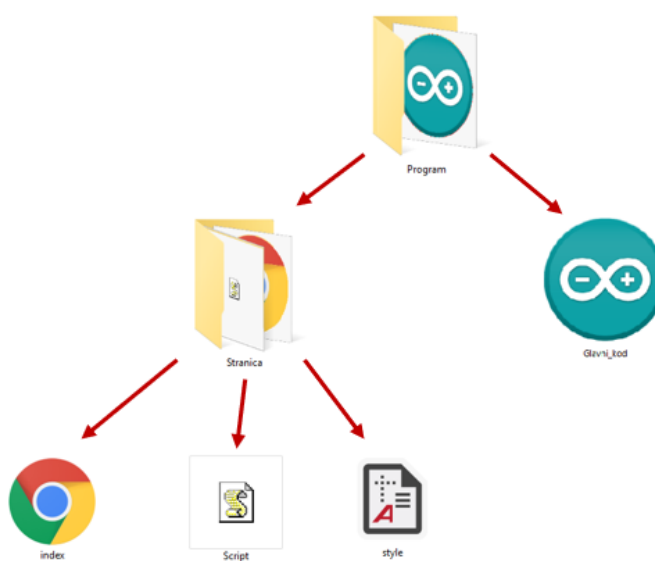 Program
Glavni_kod
Stranica
index
Script
style